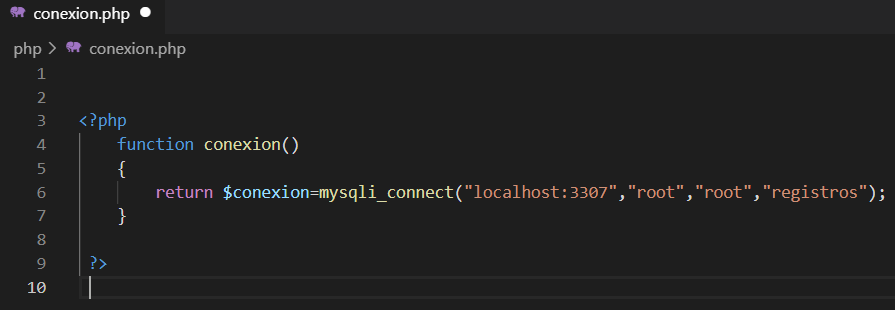 conexion.php
php > conexion.php
1
2
3 <?php
4     function conexion()
5     {
6         return $conexion=mysqli_connect("localhost:3307","root","root","registros");
7     }
8
9  ?>
10